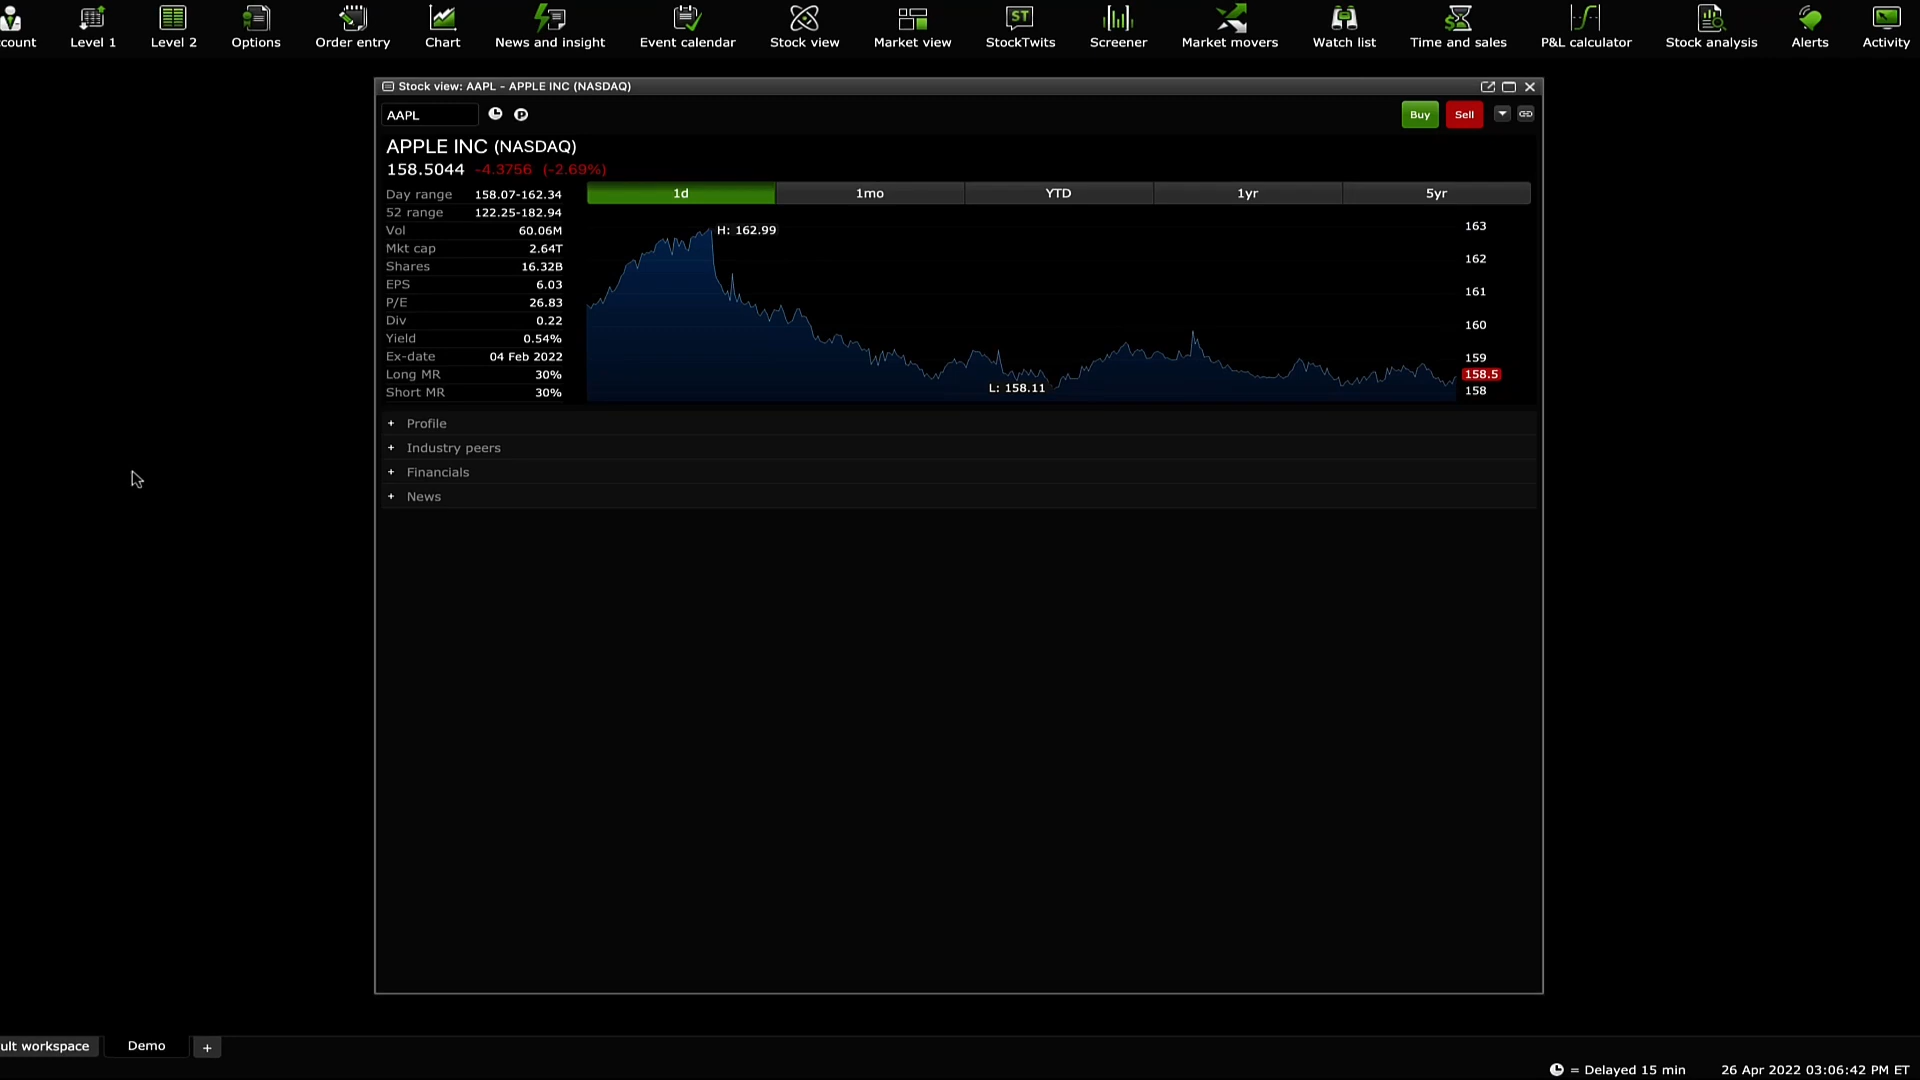 count Level 1 Level 2 Options Order entry Chart News and insight Event calendar Stock view Market view StockTwits Screener Market movers Watch list Time and sales P&L calculator Stock analysis Alerts Activity
ST
Stock view: AAPL - APPLE INC (NASDAQ)
AAPL P Buy Sell
APPLE INC (NASDAQ)
158.5044 -4.3756 (-2.69%)
1d 1mo YTD 1yr 5yr
Day range 158.07-162.34
52 range 122.25-182.94
Vol 60.06M
Mkt cap 2.64T
Shares 16.32B
EPS 6.03
P/E 26.83
Div 0.22
Yield 0.54%
Ex-date 04 Feb 2022
Long MR 30%
Short MR 30%
H: 162.99
L: 158.11
163
162
161
160
159
158.5
158
+ Profile
+ Industry peers
+ Financials
+ News
ult workspace Demo +
= Delayed 15 min 26 Apr 2022 03:06:42 PM ET